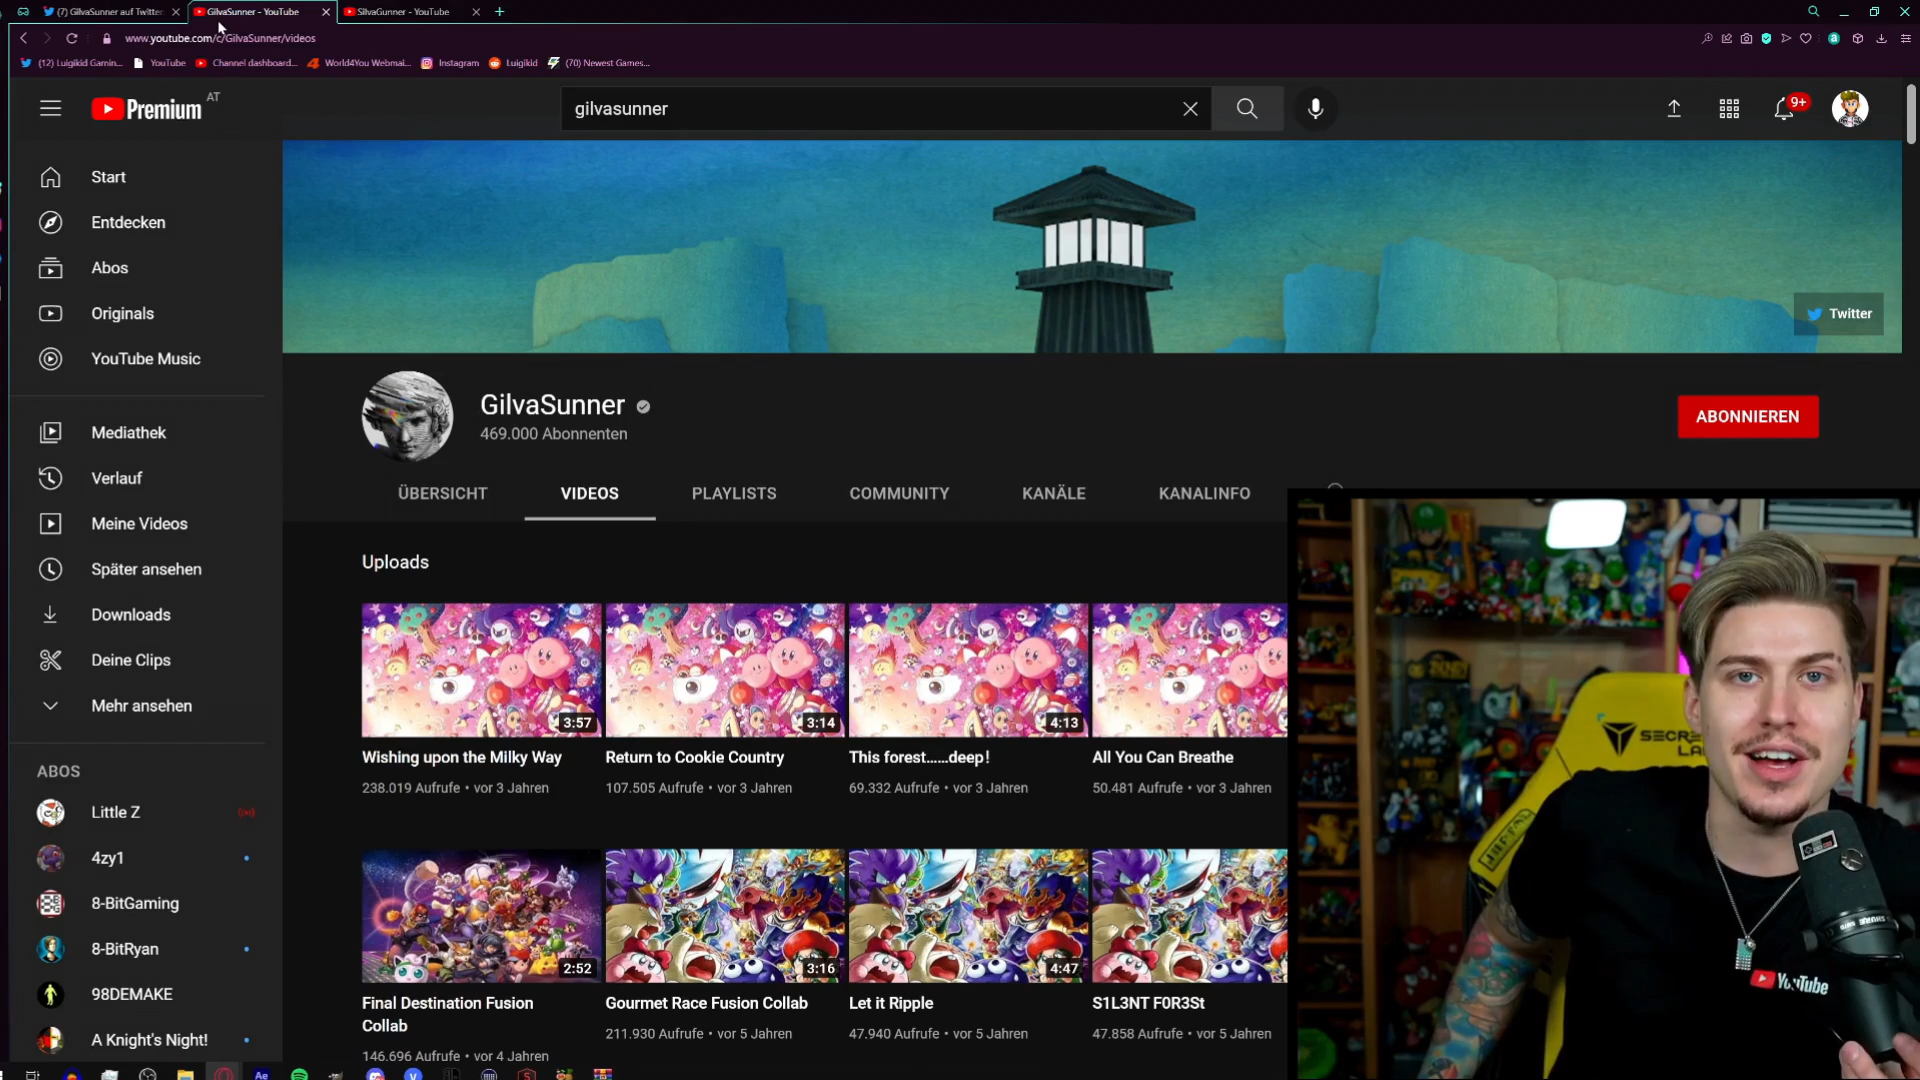 (7) GilvaSunner auf Twitter
GilvaSunner - YouTube
SilvaGunner - YouTube
www.youtube.com/c/GilvaSunner/videos
(12) Luigikid Gamin...
YouTube
Channel dashboard...
World4You Webmai...
Instagram
Luigikid
(70) Newest Games...
Premium
AT
gilvasunner
9+
Start
Entdecken
Abos
Originals
YouTube Music
Mediathek
Verlauf
Meine Videos
Später ansehen
Downloads
Deine Clips
Mehr ansehen
ABOS
Little Z
4zy1
8-BitGaming
8-BitRyan
98DEMAKE
A Knight's Night!
Twitter
GilvaSunner
469.000 Abonnenten
ABONNIEREN
ÜBERSICHT
VIDEOS
PLAYLISTS
COMMUNITY
KANÄLE
KANALINFO
Uploads
3:57
3:14
4:13
Wishing upon the Milky Way
238.019 Aufrufe • vor 3 Jahren
Return to Cookie Country
107.505 Aufrufe • vor 3 Jahren
This forest......deep!
69.332 Aufrufe • vor 3 Jahren
All You Can Breathe
50.481 Aufrufe • vor 3 Jahren
2:52
3:16
4:47
Final Destination Fusion
Collab
146.696 Aufrufe • vor 4 Jahren
Gourmet Race Fusion Collab
211.930 Aufrufe • vor 5 Jahren
Let it Ripple
47.940 Aufrufe • vor 5 Jahren
S1L3NT F0R3St
47.858 Aufrufe • vor 5 Jahren
YouTube
SHURE